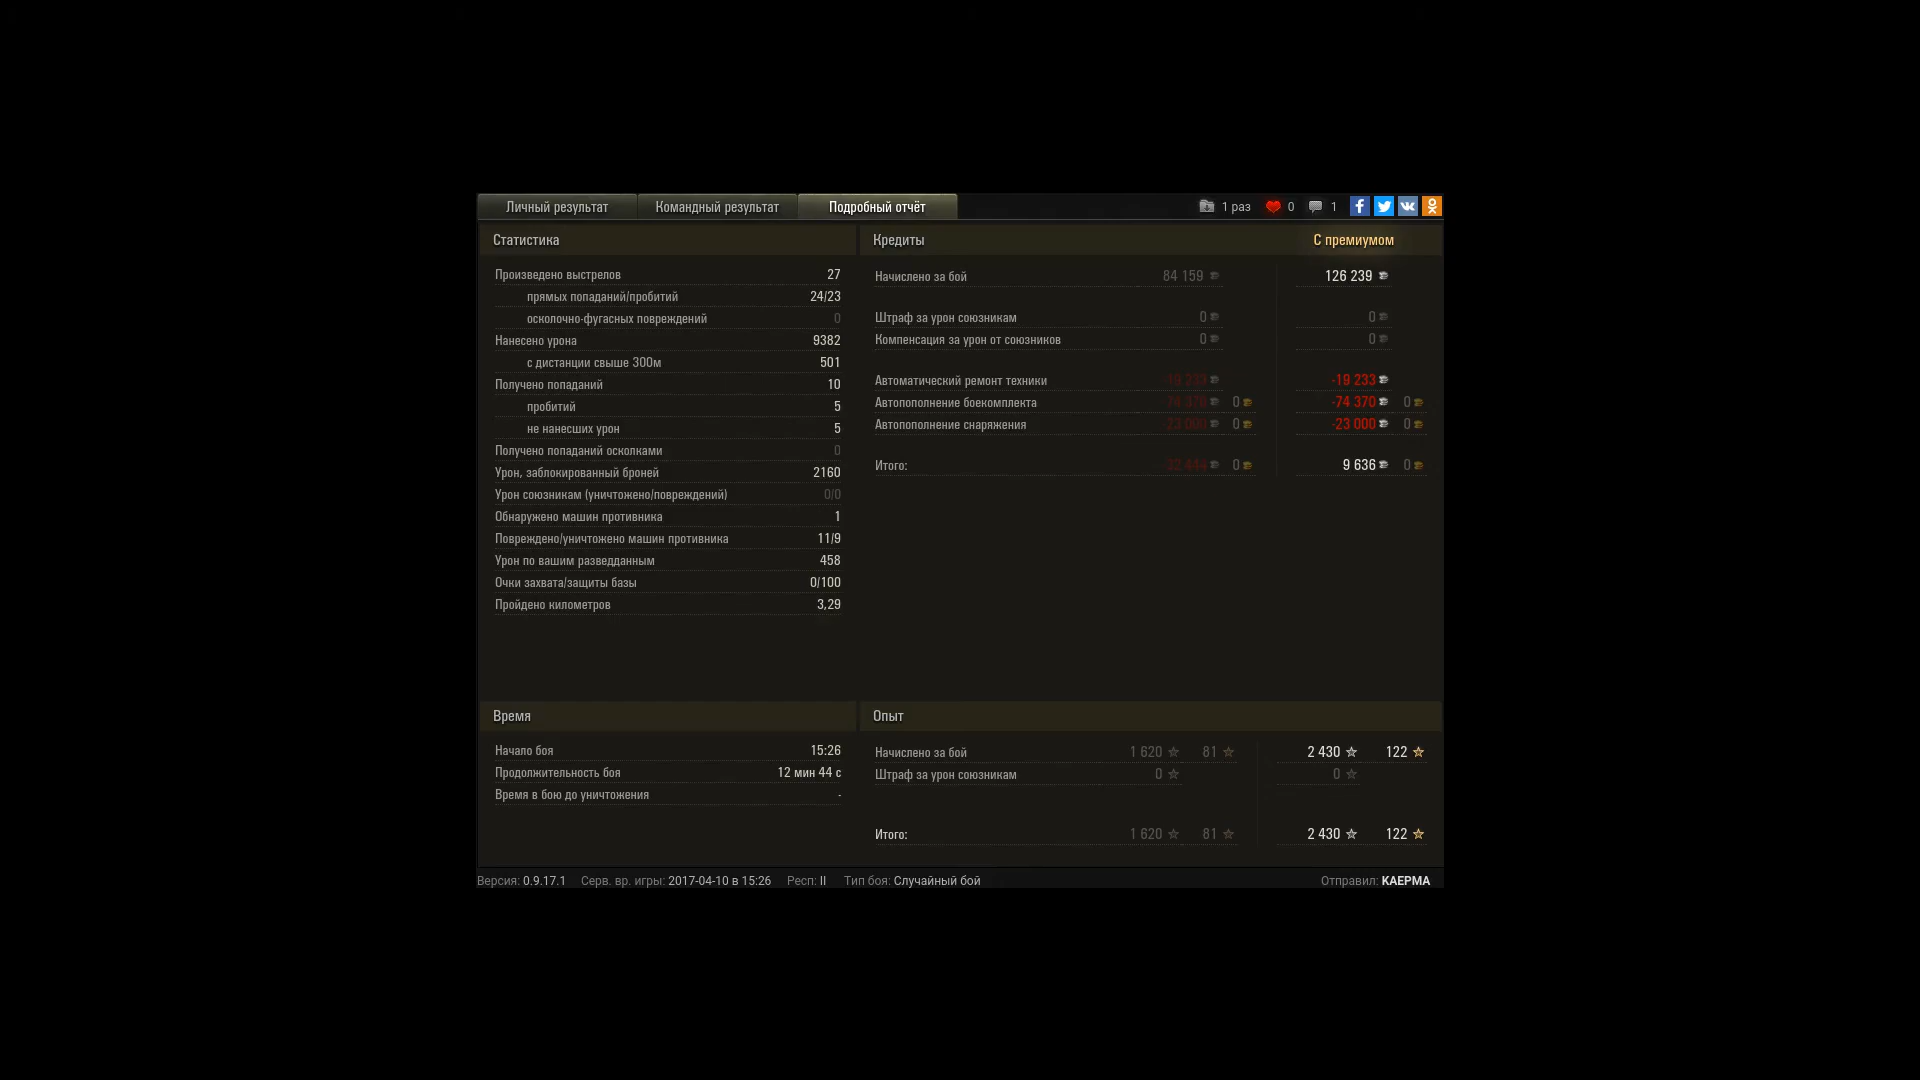 Личный результат Командный результат Подробный отчёт 1 раз 0 1
Статистика
Произведено выстрелов 27
прямых попаданий/пробитий 24/23
осколочно-фугасных повреждений 0
Нанесено урона 9382
с дистанции свыше 300м 501
Получено попаданий 10
пробитий 5
не нанесших урон 5
Получено попаданий осколками 0
Урон, заблокированный броней 2160
Урон союзникам (уничтожено/повреждений) 0/0
Обнаружено машин противника 1
Повреждено/уничтожено машин противника 11/9
Урон по вашим разведданным 458
Очки захвата/защиты базы 0/100
Пройдено километров 3,29
Кредиты С премиумом
Начислено за бой 84 159 126 239
Штраф за урон союзникам 0 0
Компенсация за урон от союзников 0 0
Автоматический ремонт техники -19 233 -19 233
Автопополнение боекомплекта -74 370 0 -74 370 0
Автопополнение снаряжения -23 000 0 -23 000 0
Итого: -32 444 0 9 636 0
Время
Начало боя 15:26
Продолжительность боя 12 мин 44 с
Время в бою до уничтожения -
Опыт
Начислено за бой 1 620 81 2 430 122
Штраф за урон союзникам 0 0
Итого: 1 620 81 2 430 122
Версия: 0.9.17.1 Серв. вр. игры: 2017-04-10 в 15:26 Респ: II Тип боя: Случайный бой Отправил: KAEPMA